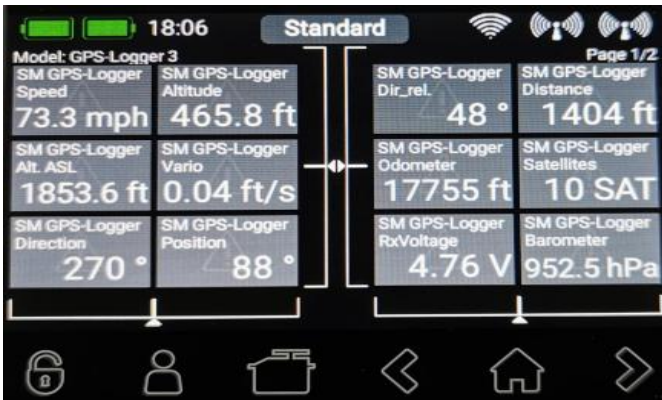 18:06
Standard
Model: GPS-Logger 3
Page 1/2
SM GPS-Logger
Speed
73.3 mph
SM GPS-Logger
Altitude
465.8 ft
SM GPS-Logger
Dir_rel.
48 °
SM GPS-Logger
Distance
1404 ft
SM GPS-Logger
Alt. ASL
1853.6 ft
SM GPS-Logger
Vario
0.04 ft/s
SM GPS-Logger
Odometer
17755 ft
SM GPS-Logger
Satellites
10 SAT
SM GPS-Logger
Direction
270 °
SM GPS-Logger
Position
88 °
SM GPS-Logger
RxVoltage
4.76 V
SM GPS-Logger
Barometer
952.5 hPa